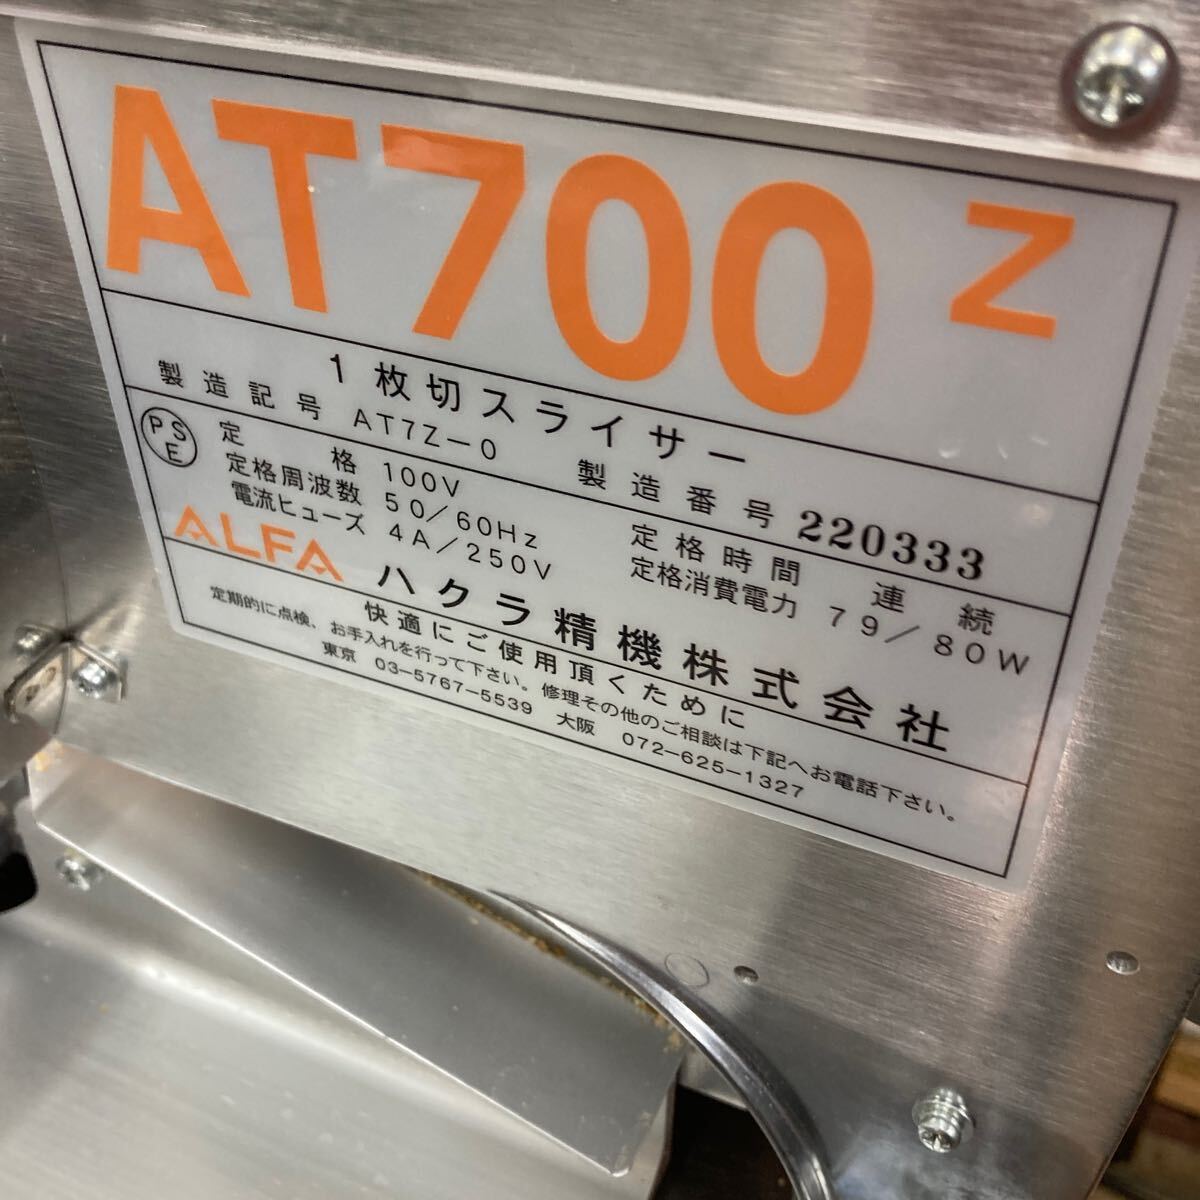 AT700 Z
1枚切スライサー
製造記号 AT7Z-0 製造番号 220333
PSE 定格 100V 定格時間 連続
定格周波数 50/60Hz 定格消費電力 79/80W
電流ヒューズ 4A/250V
ALFA ハクラ精機株式会社
快適にご使用頂くために
定期的に点検、お手入れを行って下さい。修理その他のご相談は下記へお電話下さい。
東京 03-5767-5539 大阪 072-625-1327